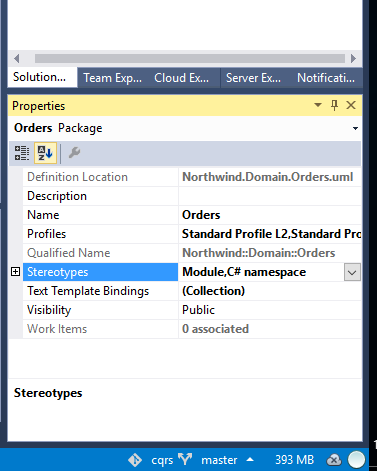 Solution...
Team Exp...
Cloud Ex...
Server Ex...
Notificati...
Properties
Orders Package
Definition Location Northwind.Domain.Orders.uml
Description
Name Orders
Profiles Standard Profile L2,Standard Pro
Qualified Name Northwind::Domain::Orders
Stereotypes Module,C# namespace
Text Template Bindings (Collection)
Visibility Public
Work Items 0 associated
Stereotypes
cqrs master 393 MB